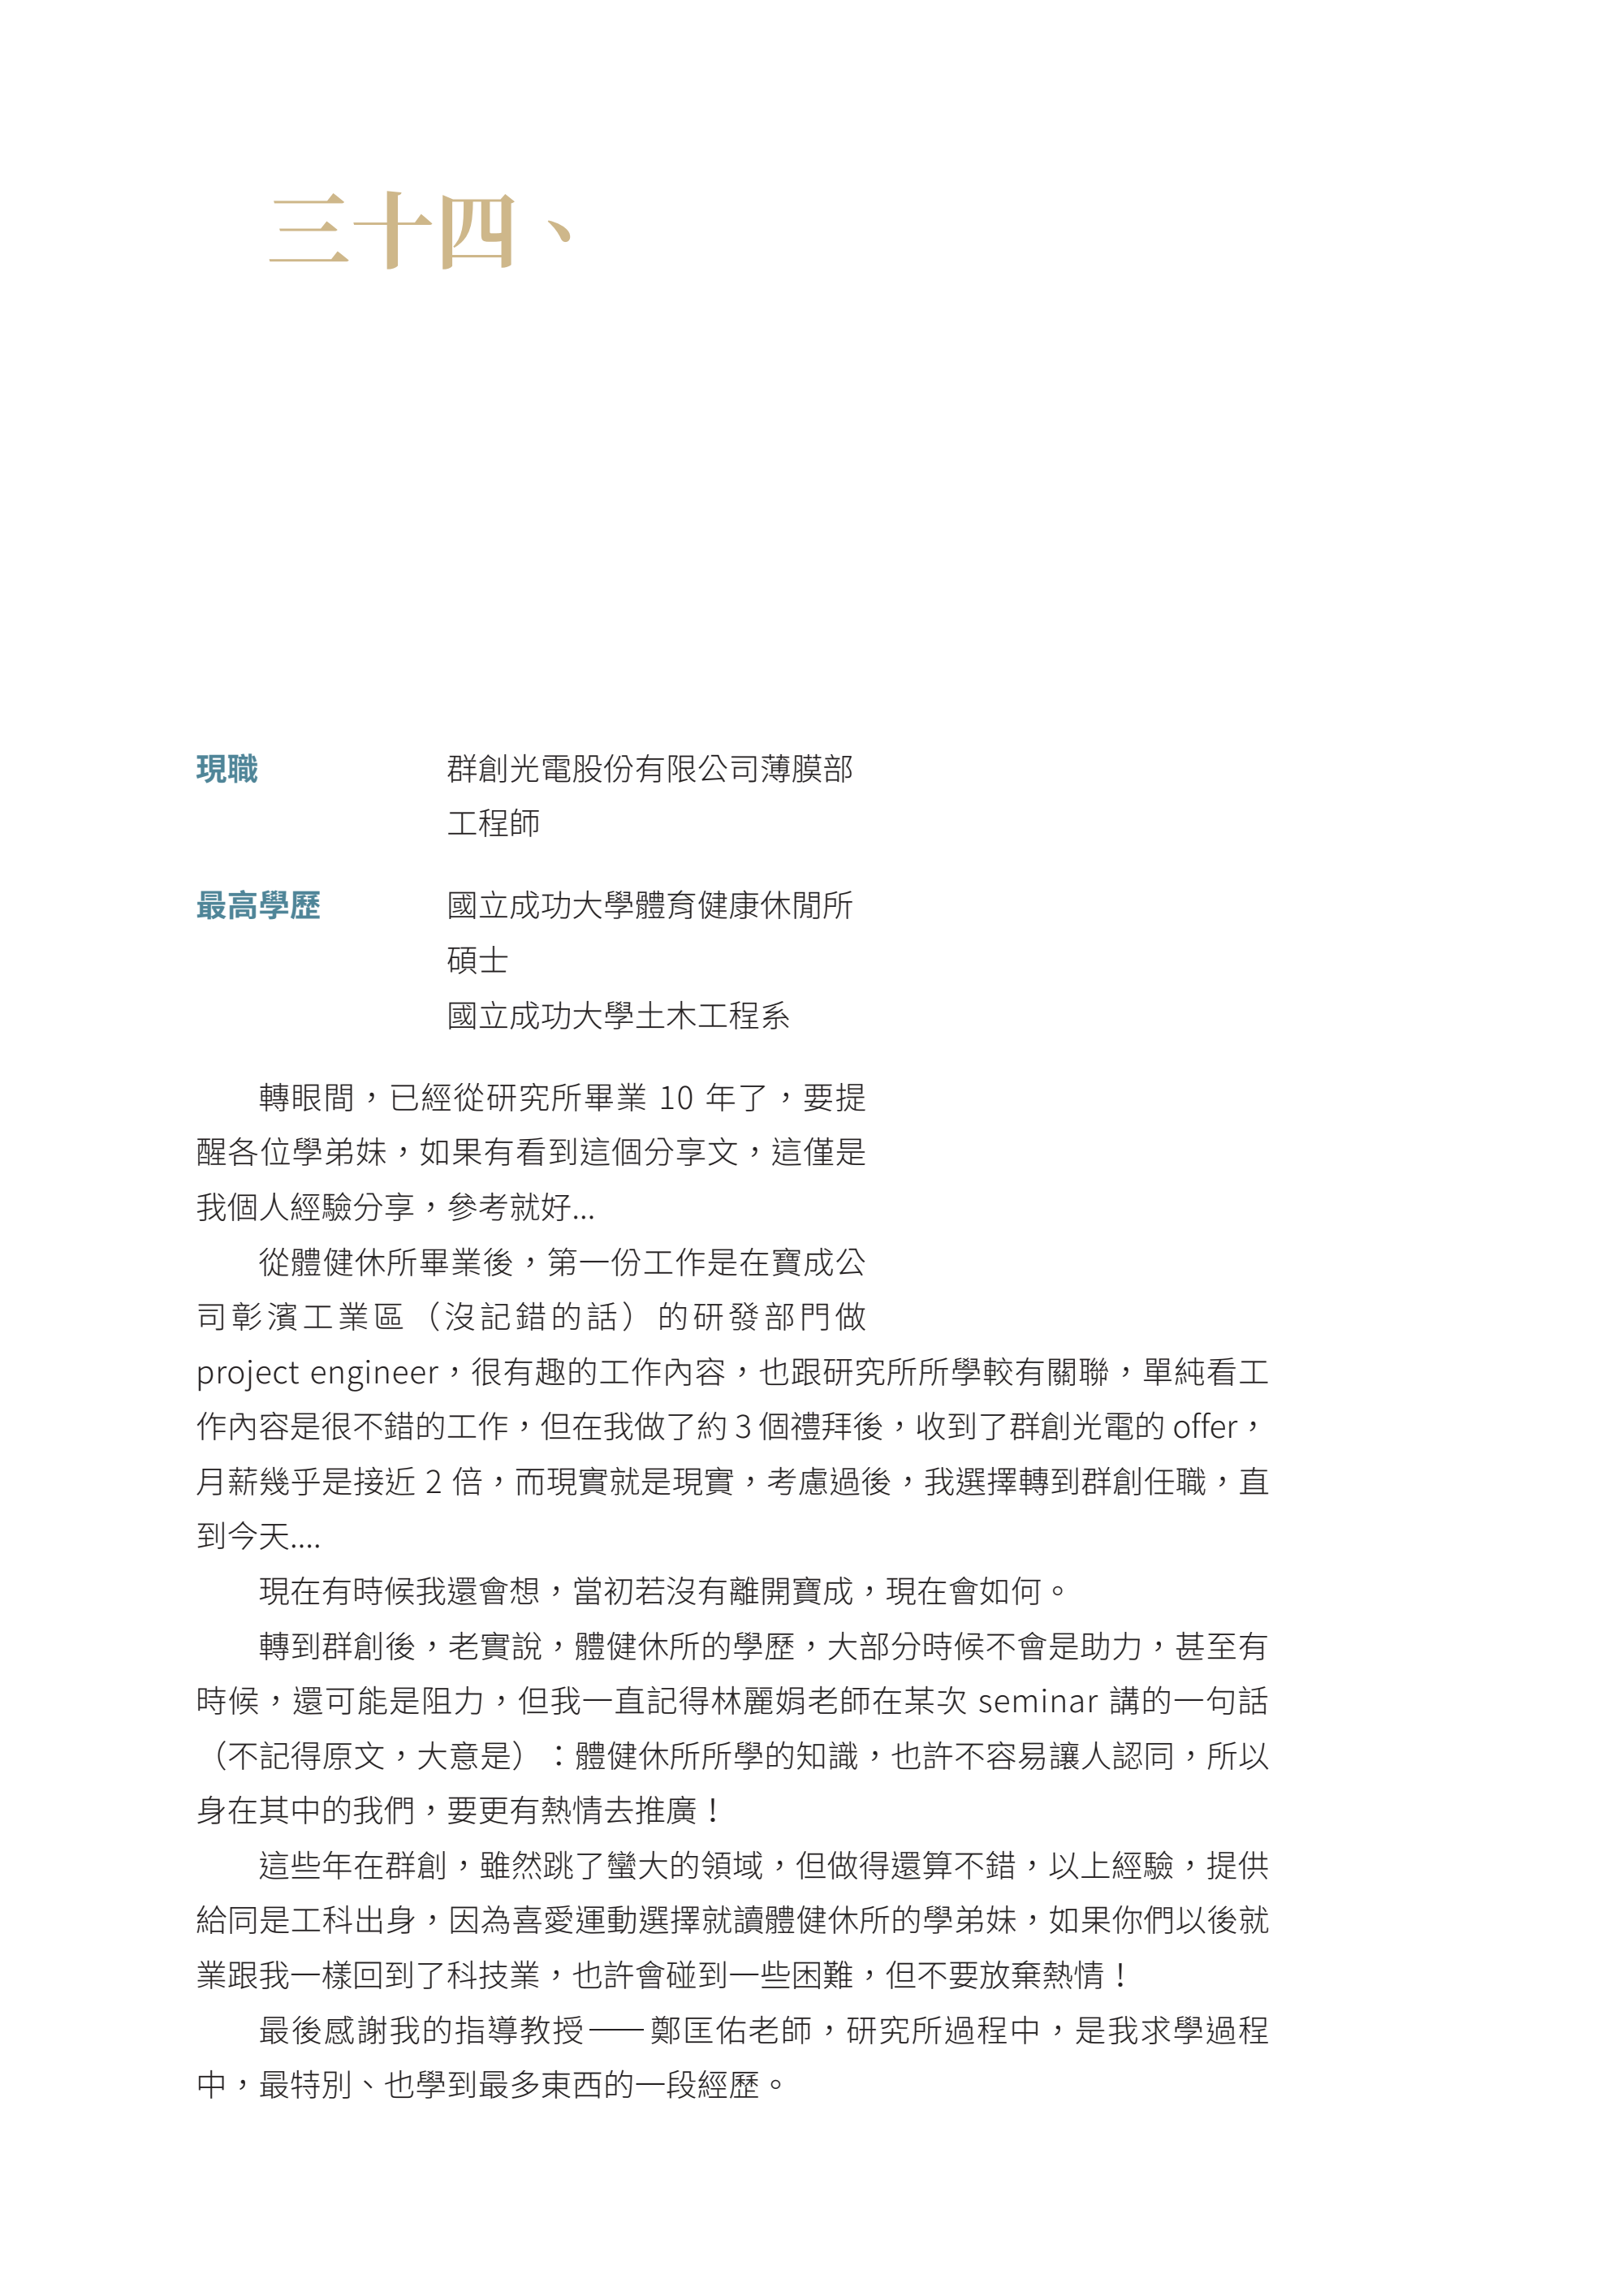 三十四、
現職 群創光電股份有限公司薄膜部
工程師
最高學歷 國立成功大學體育健康休閒所
碩士
國立成功大學土木工程系
轉眼間，已經從研究所畢業 10 年了，要提
醒各位學弟妹，如果有看到這個分享文，這僅是
我個人經驗分享，參考就好...
從體健休所畢業後，第一份工作是在寶成公
司彰濱工業區（沒記錯的話）的研發部門做
project engineer，很有趣的工作內容，也跟研究所所學較有關聯，單純看工
作內容是很不錯的工作，但在我做了約 3 個禮拜後，收到了群創光電的 offer，
月薪幾乎是接近 2 倍，而現實就是現實，考慮過後，我選擇轉到群創任職，直
到今天....
現在有時候我還會想，當初若沒有離開寶成，現在會如何。
轉到群創後，老實說，體健休所的學歷，大部分時候不會是助力，甚至有
時候，還可能是阻力，但我一直記得林麗娟老師在某次 seminar 講的一句話
（不記得原文，大意是）：體健休所所學的知識，也許不容易讓人認同，所以
身在其中的我們，要更有熱情去推廣！
這些年在群創，雖然跳了蠻大的領域，但做得還算不錯，以上經驗，提供
給同是工科出身，因為喜愛運動選擇就讀體健休所的學弟妹，如果你們以後就
業跟我一樣回到了科技業，也許會碰到一些困難，但不要放棄熱情！
最後感謝我的指導教授——鄭匡佑老師，研究所過程中，是我求學過程
中，最特別、也學到最多東西的一段經歷。